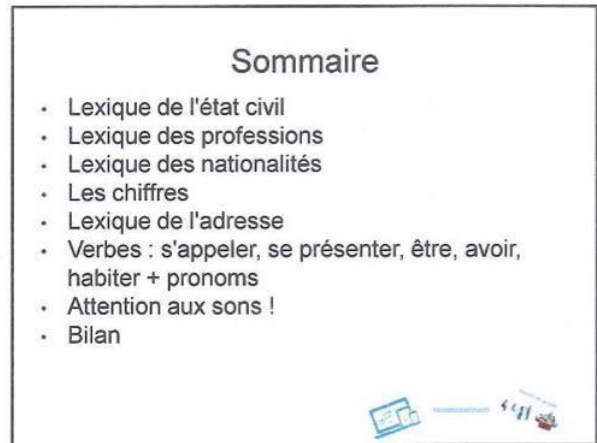 Sommaire
• Lexique de l'état civil
• Lexique des professions
• Lexique des nationalités
• Les chiffres
• Lexique de l'adresse
• Verbes : s'appeler, se présenter, être, avoir,
habiter + pronoms
• Attention aux sons !
• Bilan